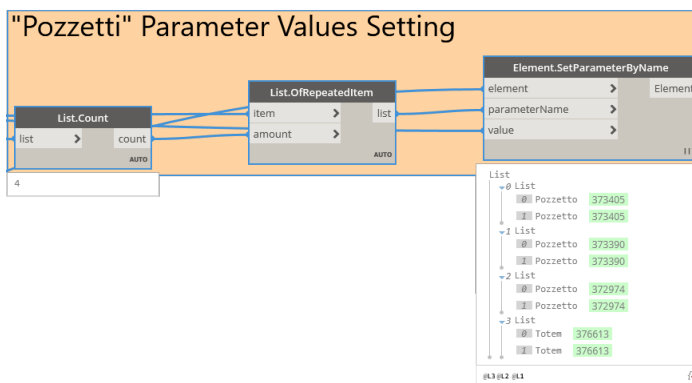 "Pozzetti" Parameter Values Setting
Element.SetParameterByName
element > Element
parameterName >
value >
List.OfRepeatedItem
item > list
amount >
AUTO
List.Count
list > count
AUTO
4
List
0 List
0 Pozzetto 373405
1 Pozzetto 373405
1 List
0 Pozzetto 373390
1 Pozzetto 373390
2 List
0 Pozzetto 372974
1 Pozzetto 372974
3 List
0 Totem 376613
1 Totem 376613
@L3 @L2 @L1